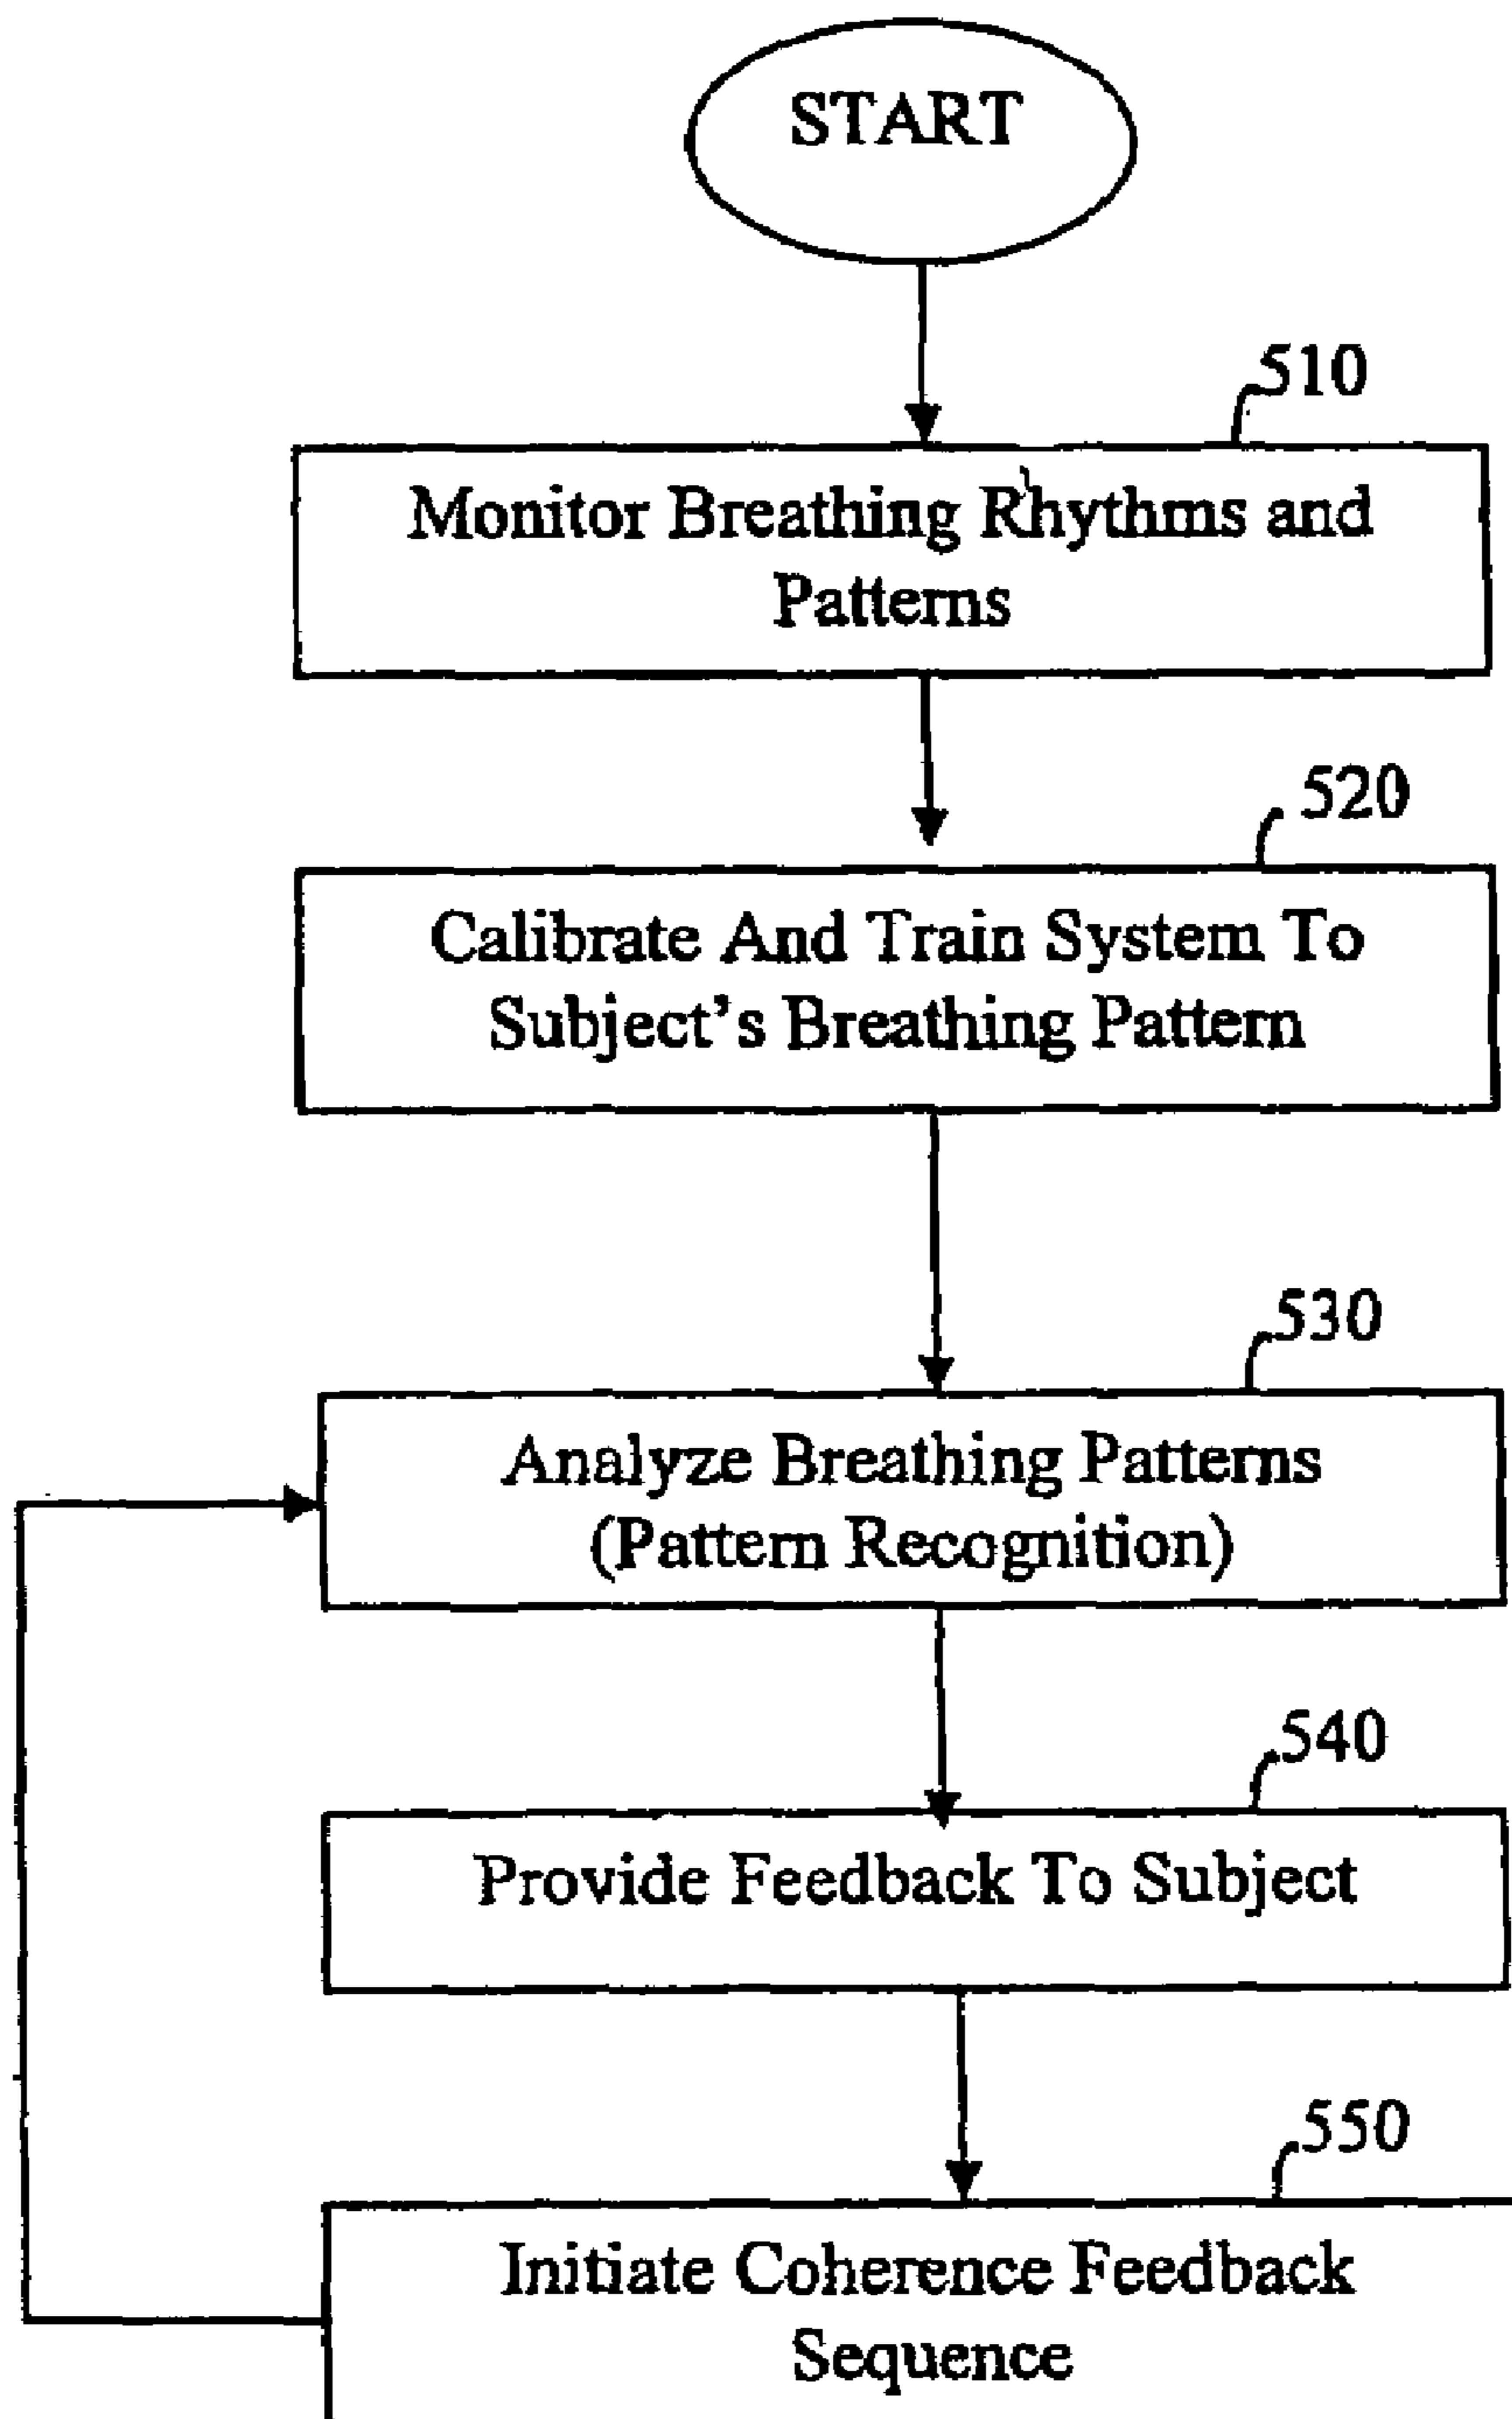 START
510
Monitor Breathing Rhythms and
Patterns
520
Calibrate And Train System To
Subject's Breathing Pattern
530
Analyze Breathing Patterns
(Pattern Recognition)
540
Provide Feedback To Subject
550
Initiate Coherence Feedback
Sequence